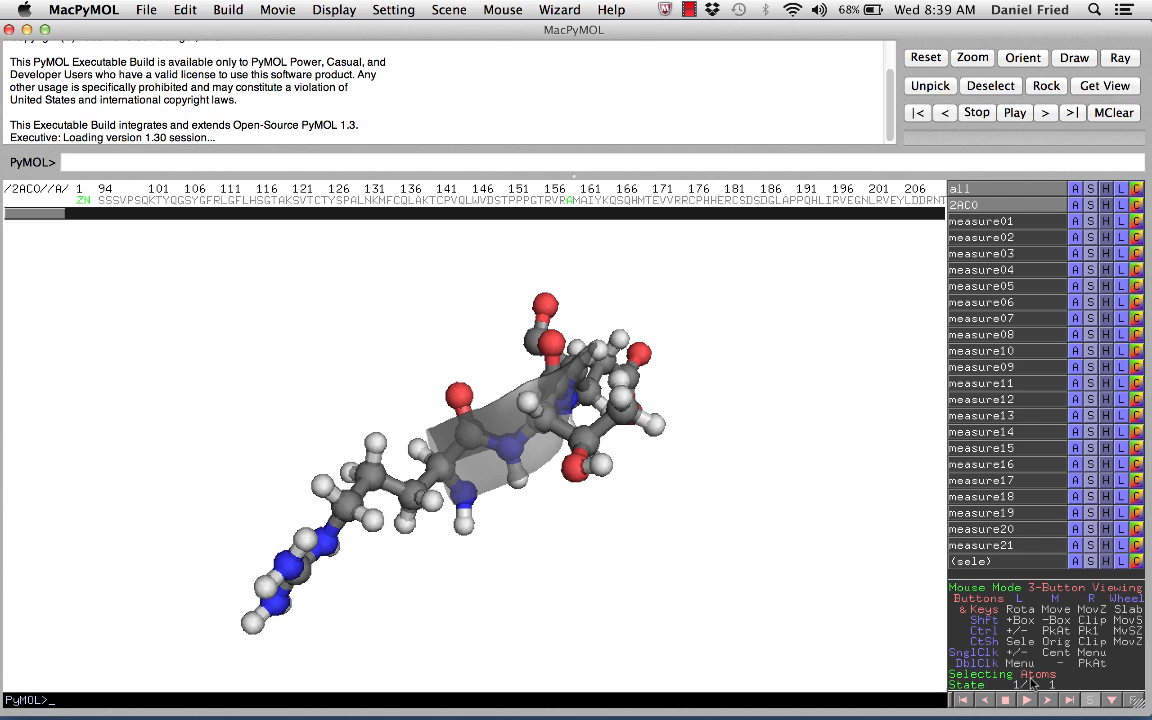 MacPyMOL File Edit Build Movie Display Setting Scene Mouse Wizard Help 68% Wed 8:39 AM Daniel Fried
MacPyMOL
This PyMOL Executable Build is available only to PyMOL Power, Casual, and
Developer Users who have a valid license to use this software product. Any
other usage is specifically prohibited and may constitute a violation of
United States and international copyright laws.
This Executable Build integrates and extends Open-Source PyMOL 1.3.
Executive: Loading version 1.30 session...
Reset Zoom Orient Draw Ray
Unpick Deselect Rock Get View
|< < Stop Play > >| MClear
PyMOL>
/2AC0//A/ 1 94 101 106 111 116 121 126 131 136 141 146 151 156 161 166 171 176 181 186 191 196 201 206
ZN SSSVPSQKTYQGSYGFRLGFLHSGTAKSVTCTYSPALNKMFCQLAKTCPVQLWVDSTPPPGTRVRAMAIYKQSQHMTEVVRRCPHHERCSDSDGLAPPQHLIRVEGNLRVEYLDDRNT
all A S H L C
2AC0 A S H L C
measure01 A S H L C
measure02 A S H L C
measure03 A S H L C
measure04 A S H L C
measure05 A S H L C
measure06 A S H L C
measure07 A S H L C
measure08 A S H L C
measure10 A S H L C
measure09 A S H L C
measure11 A S H L C
measure12 A S H L C
measure13 A S H L C
measure14 A S H L C
measure15 A S H L C
measure16 A S H L C
measure17 A S H L C
measure18 A S H L C
measure19 A S H L C
measure20 A S H L C
measure21 A S H L C
(sele) A S H L C
Mouse Mode 3-Button Viewing
Buttons L M R Wheel
& Keys Rota Move MovZ Slab
Shft +Box -Box Clip MovS
Ctrl +/- PkAt Pk1 MvSZ
CtSh Sele Orig Clip MovZ
SnglClk +/- Cent Menu
DblClk Menu - PkAt
Selecting Atoms
State 1/ 1
PyMOL>_
S